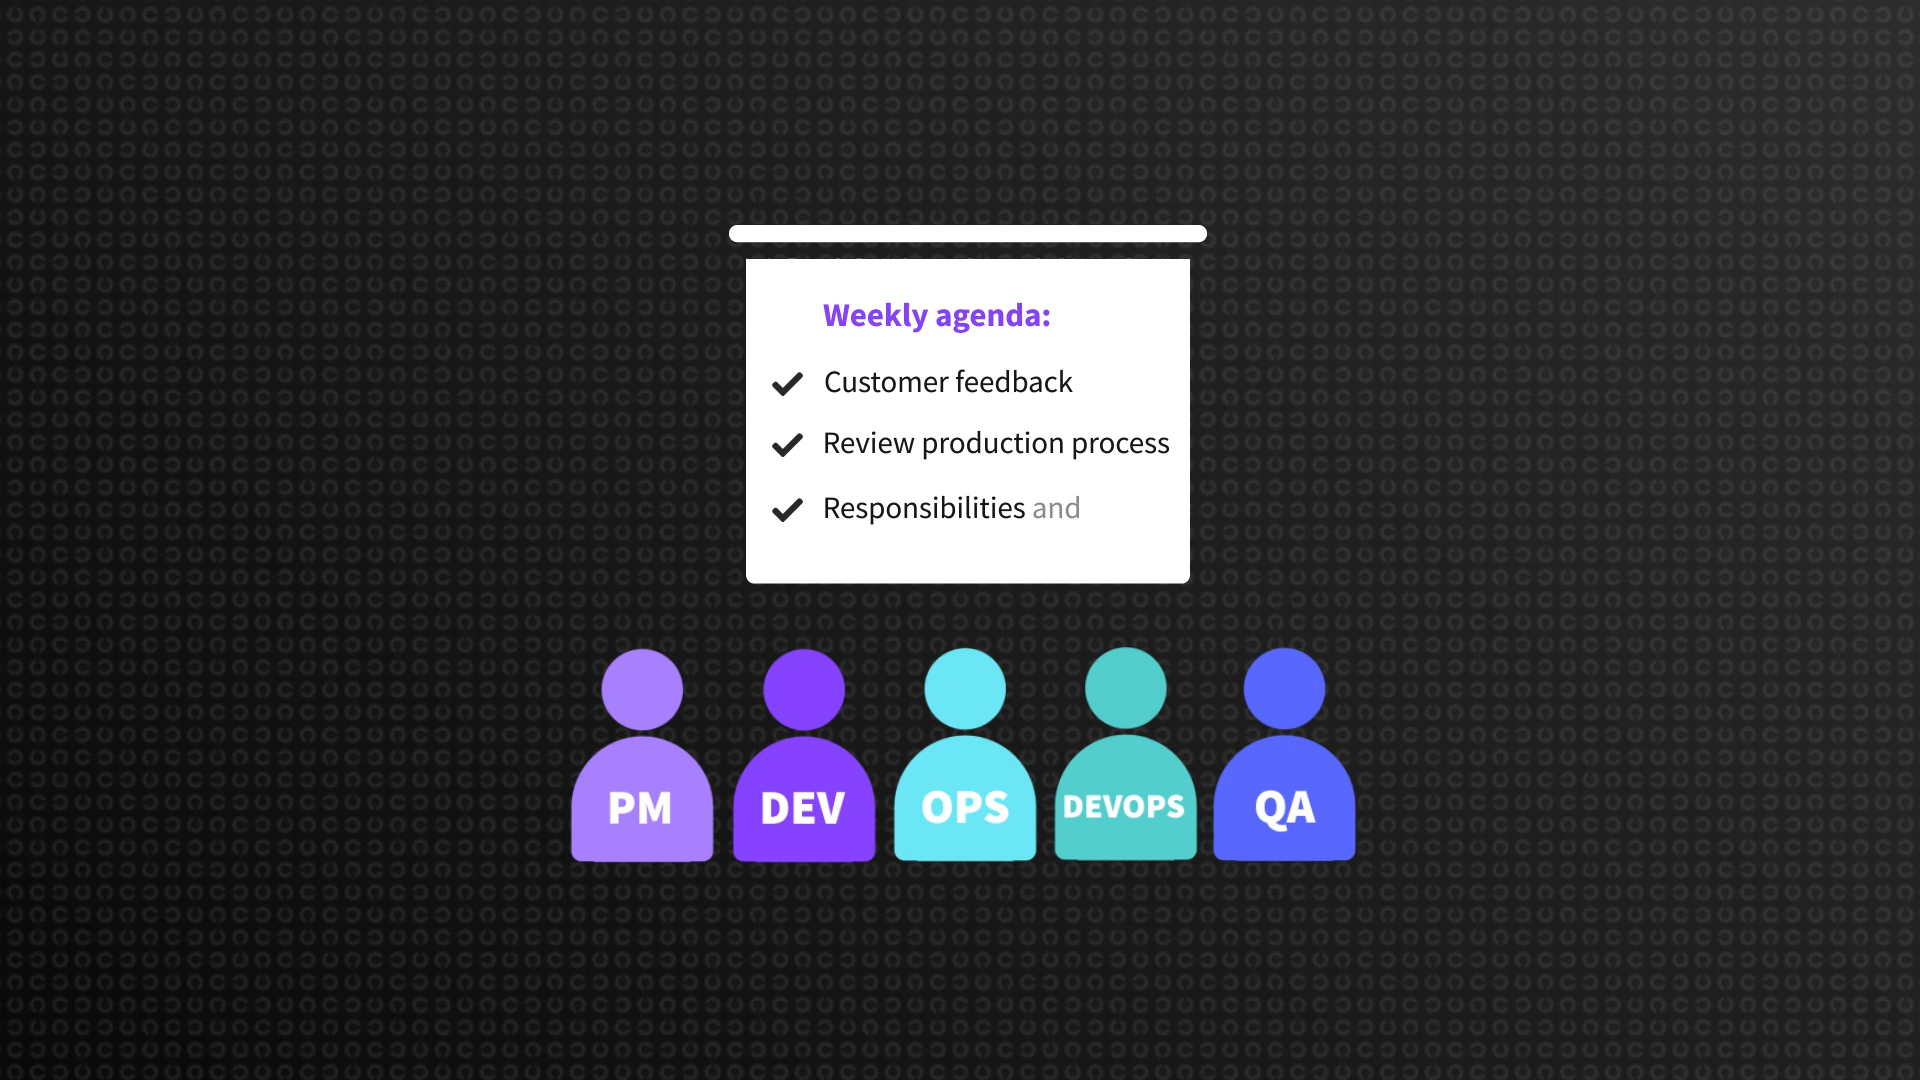 Weekly agenda:
Customer feedback
Review production process
Responsibilities and
PM DEV OPS DEVOPS QA